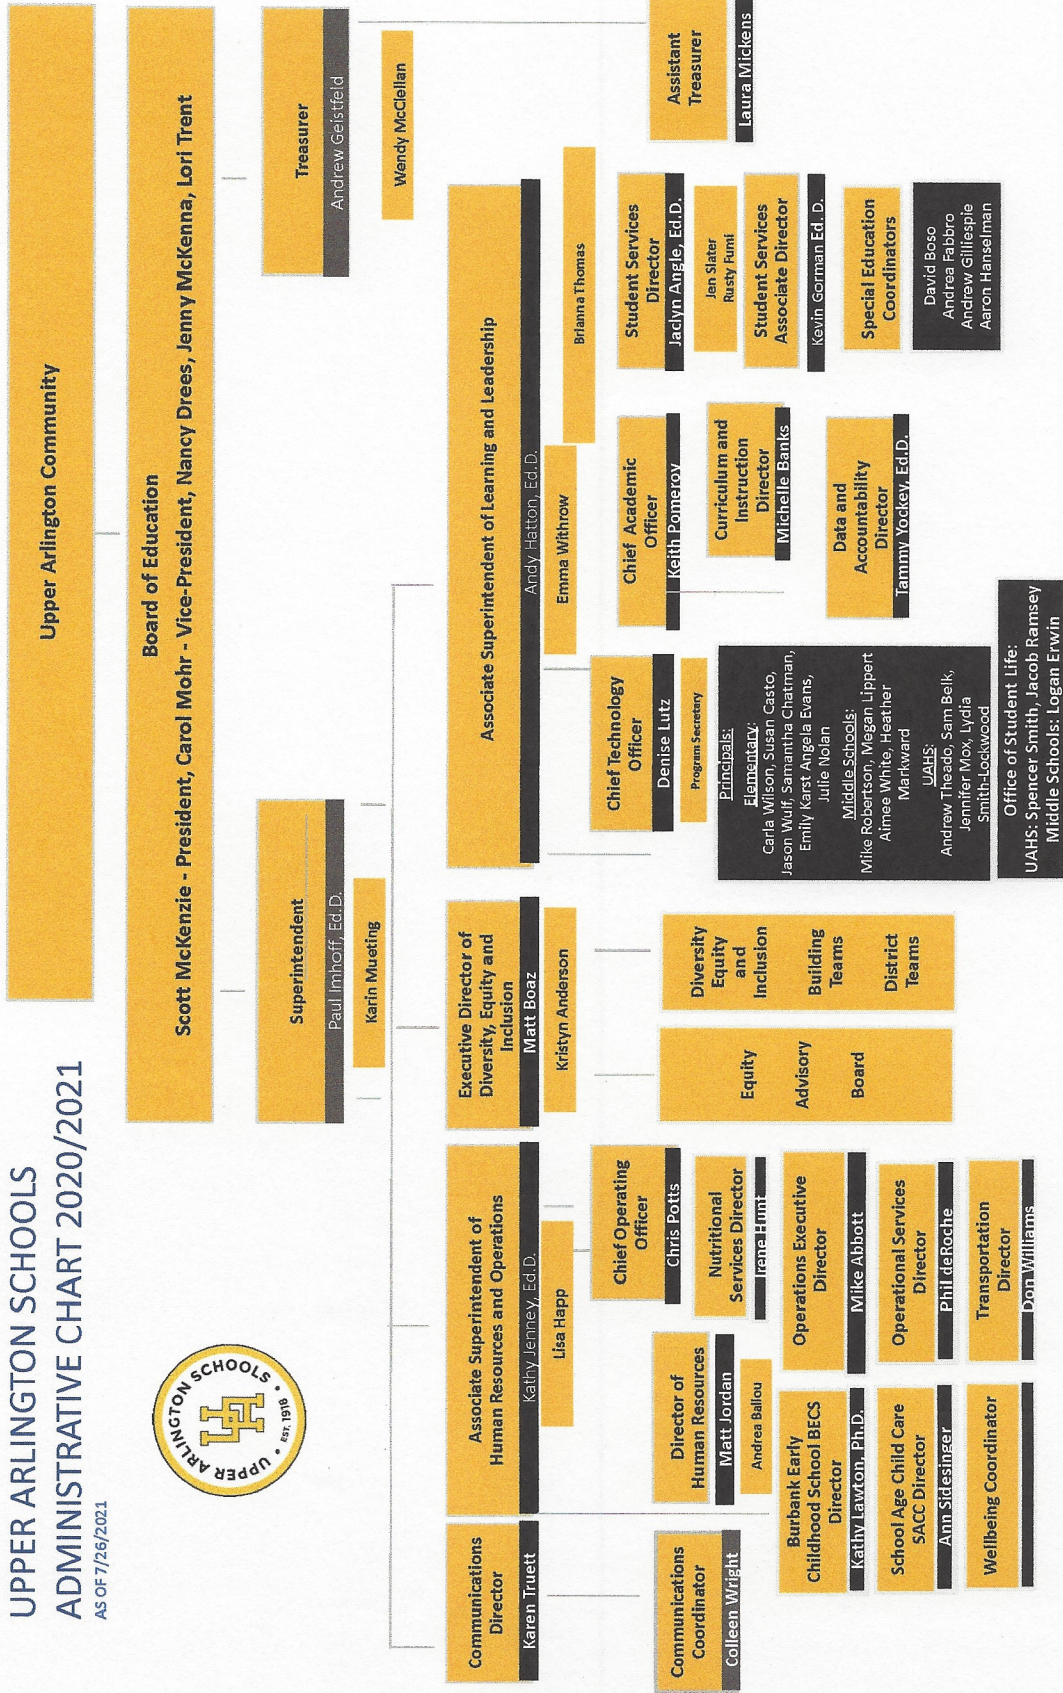 UPPER ARLINGTON SCHOOLS
ADMINISTRATIVE CHART 2020/2021
AS OF 7/26/2021
UPPER ARLINGTON SCHOOLS • EST. 1918 •
UA
Upper Arlington Community
Board of Education
Scott McKenzie - President, Carol Mohr - Vice-President, Nancy Drees, Jenny McKenna, Lori Trent
Superintendent
Paul Imhoff, Ed.D.
Karin Mueting
Treasurer
Andrew Geistfeld
Wendy McClellan
Communications
Director
Karen Truett
Associate Superintendent of
Human Resources and Operations
Kathy Jenney, Ed.D.
Lisa Happ
Executive Director of
Diversity, Equity and
Inclusion
Matt Boaz
Kristyn Anderson
Associate Superintendent of Learning and Leadership
Andy Hatton, Ed.D.
Emma Withrow
Brianna Thomas
Assistant
Treasurer
Laura Mickens
Communications
Coordinator
Colleen Wright
Director of
Human Resources
Matt Jordan
Andrea Ballou
Burbank Early
Childhood School BECS
Director
Kathy Lawton, Ph.D.
School Age Child Care
SACC Director
Ann Sidesinger
Wellbeing Coordinator
Chief Operating
Officer
Chris Potts
Nutritional
Services Director
Irene Hunt
Operations Executive
Director
Mike Abbott
Operational Services
Director
Phil deRoche
Transportation
Director
Don Williams
Equity
Advisory
Board
Diversity
Equity
and
Inclusion
Building
Teams
District
Teams
Chief Technology
Officer
Denise Lutz
Program Secretary
Principals:
Elementary:
Carla Wilson, Susan Casto,
Jason Wulf, Samantha Chatman,
Emily Karst Angela Evans,
Julie Nolan
Middle Schools:
Mike Robertson, Megan Lippert
Aimee White, Heather
Markward
UAHS:
Andrew Theado, Sam Belk,
Jennifer Mox, Lydia
Smith-Lockwood
Office of Student Life:
UAHS: Spencer Smith, Jacob Ramsey
Middle Schools: Logan Erwin
Chief Academic
Officer
Keith Pomeroy
Curriculum and
Instruction
Director
Michelle Banks
Data and
Accountability
Director
Tammy Yockey, Ed.D.
Student Services
Director
Jaclyn Angle, Ed.D.
Jen Slater
Rusty Fumi
Student Services
Associate Director
Kevin Gorman Ed. D.
Special Education
Coordinators
David Boso
Andrea Fabbro
Andrew Gilliespie
Aaron Hanselman